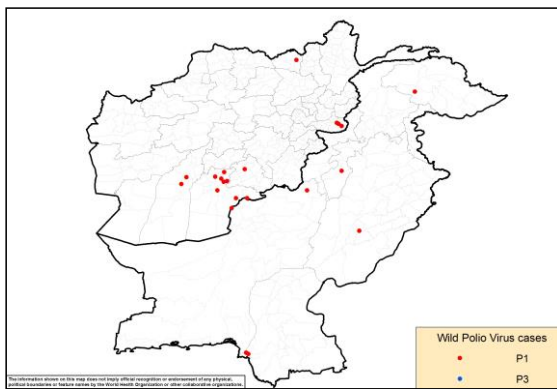 Wild Polio Virus cases
P1
P3
The information shown on this map does not imply official recognition or endorsement of any physical,
political boundaries or feature names by the World Health Organization or other collaborative organizations.